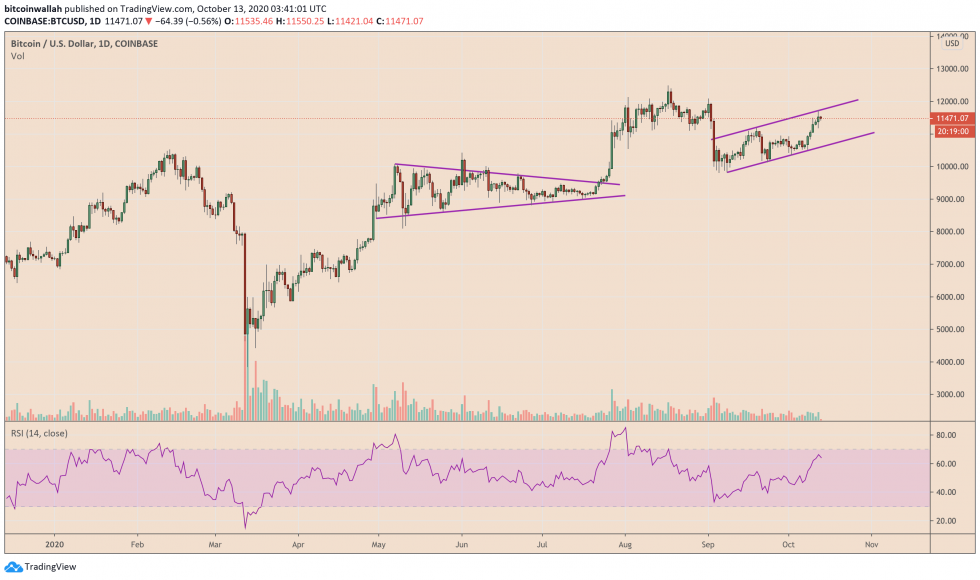 bitcoinwallah published on TradingView.com, October 13, 2020 03:41:01 UTC
COINBASE:BTCUSD, 1D 11471.07 ▼ −64.39 (−0.56%) O:11535.46 H:11550.25 L:11421.04 C:11471.07
Bitcoin / U.S. Dollar, 1D, COINBASE
Vol
14000.00
USD
13000.00
12000.00
11471.07
20:19:00
10000.00
9000.00
8000.00
7000.00
6000.00
5000.00
4000.00
3000.00
RSI (14, close)
80.00
60.00
40.00
20.00
2020 Feb Mar Apr May Jun Jul Aug Sep Oct Nov
TradingView